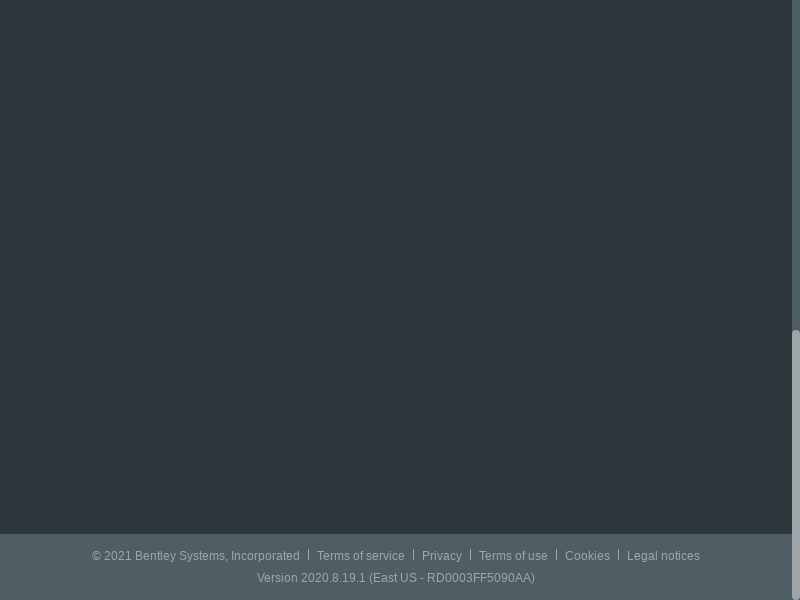 © 2021 Bentley Systems, Incorporated | Terms of service | Privacy | Terms of use | Cookies | Legal notices
Version 2020.8.19.1 (East US - RD0003FF5090AA)